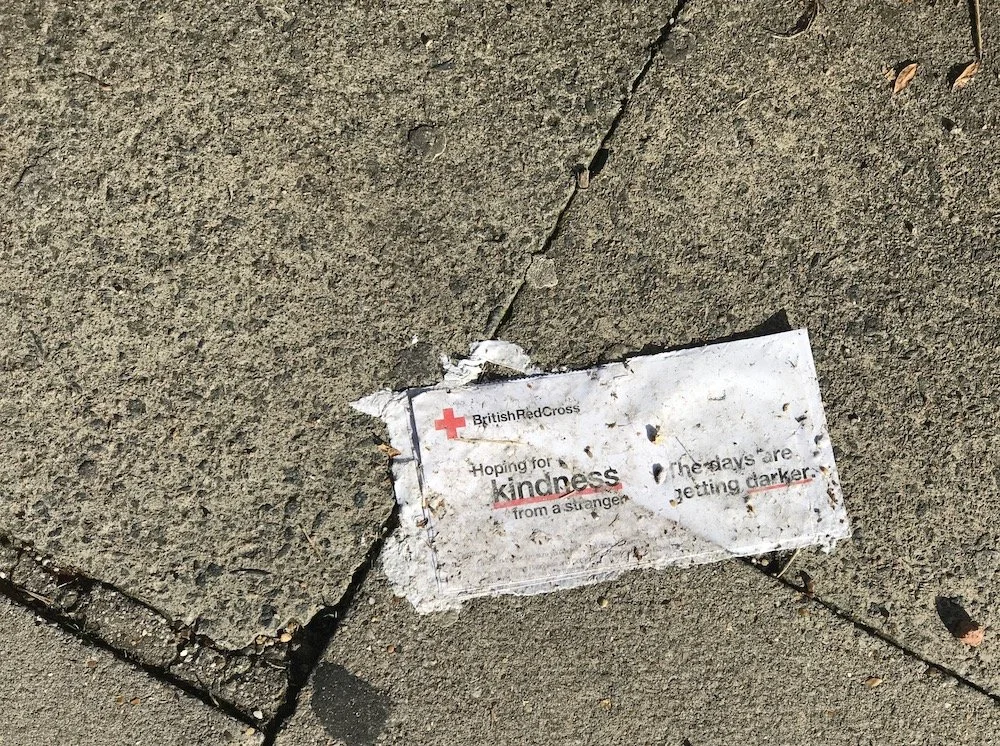 BritishRedCross
Hoping for
kindness
from a stranger
The days are
getting darker.